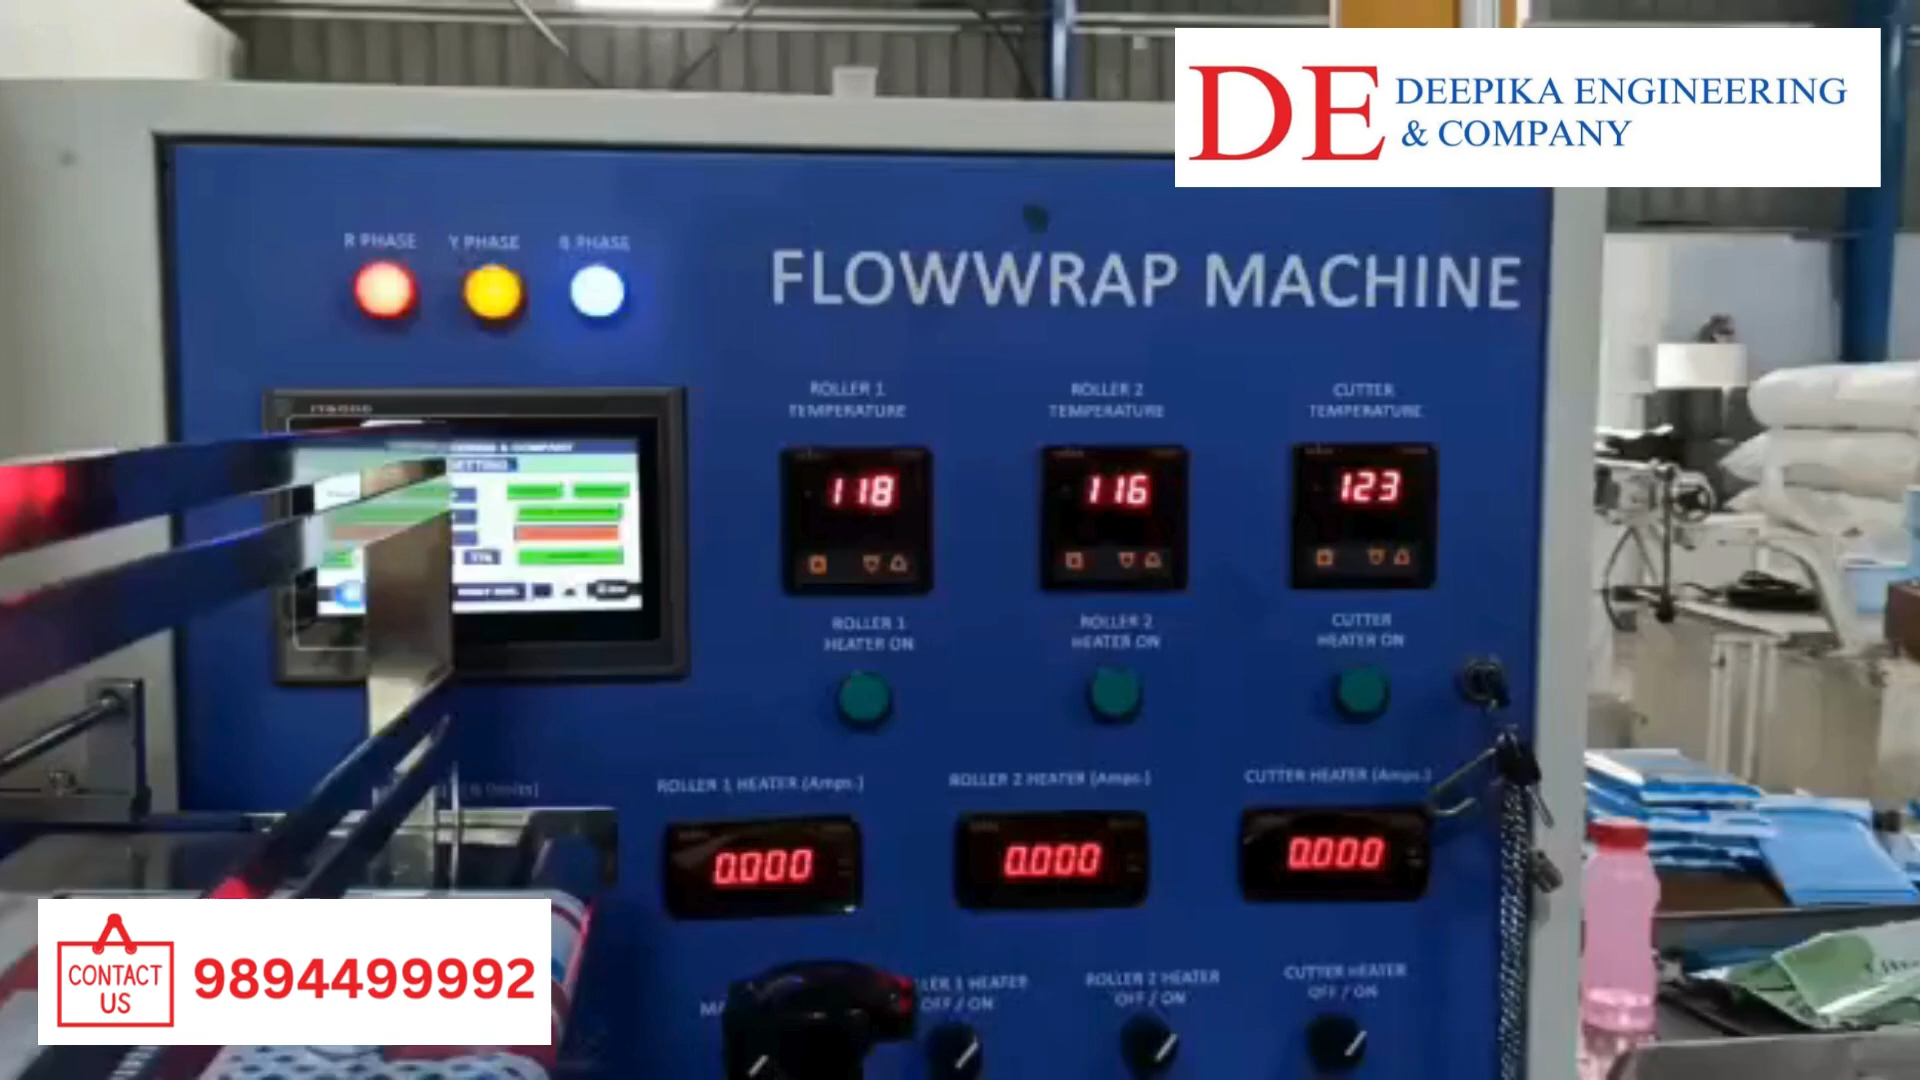 DE DEEPIKA ENGINEERING
& COMPANY
R PHASE Y PHASE B PHASE
FLOWWRAP MACHINE
ROLLER 1
TEMPERATURE
ROLLER 2
TEMPERATURE
CUTTER
TEMPERATURE
118
116
123
ROLLER 1
HEATER ON
ROLLER 2
HEATER ON
CUTTER
HEATER ON
ROLLER 1 HEATER (Amps.)
ROLLER 2 HEATER (Amps.)
CUTTER HEATER (Amps.)
0.000
0.000
0.000
HEATER
OFF / ON
ROLLER 2 HEATER
OFF / ON
CUTTER HEATER
OFF / ON
CONTACT
US
9894499992